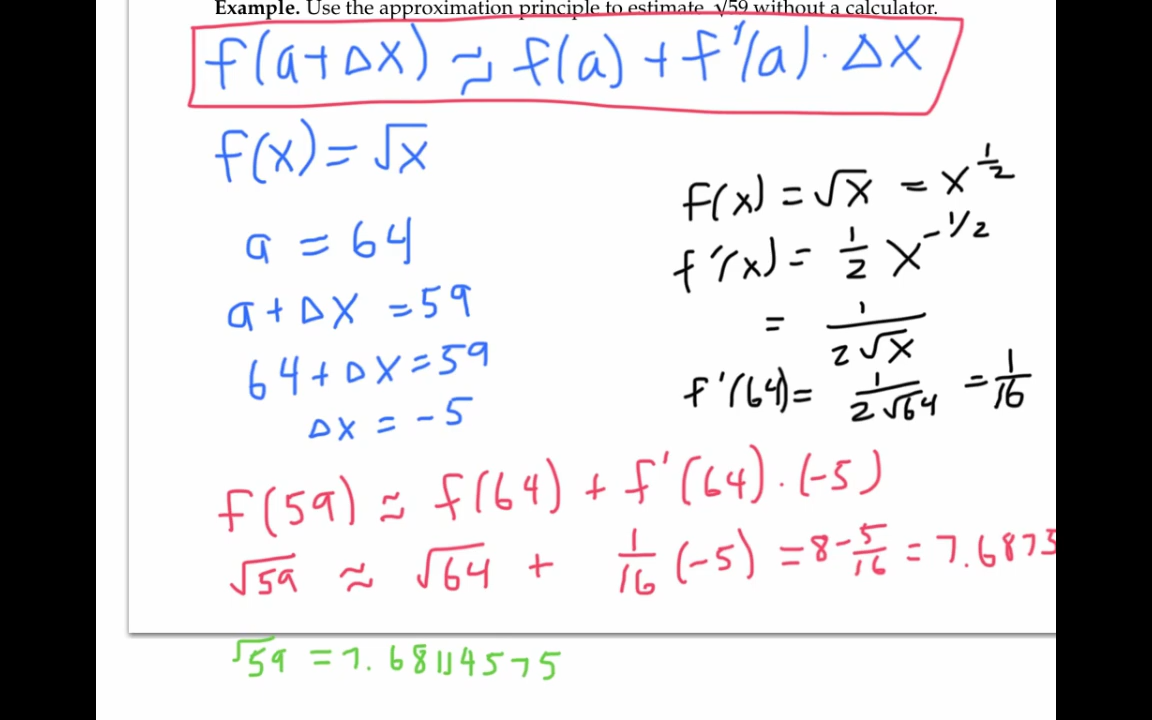 Example. Use the approximation principle to estimate √59 without a calculator.
f(a+Δx) ≈ f(a) + f'(a) · Δx
f(x) = √x
a = 64
a + Δx = 59
64 + Δx = 59
Δx = -5
f(x) = √x = x^1/2
f'(x) = 1/2 x^-1/2
= 1/(2√x)
f'(64) = 1/(2√64) = 1/16
f(59) ≈ f(64) + f'(64) · (-5)
√59 ≈ √64 + 1/16 (-5) = 8 - 5/16 = 7.6875
√59 = 7.68114575